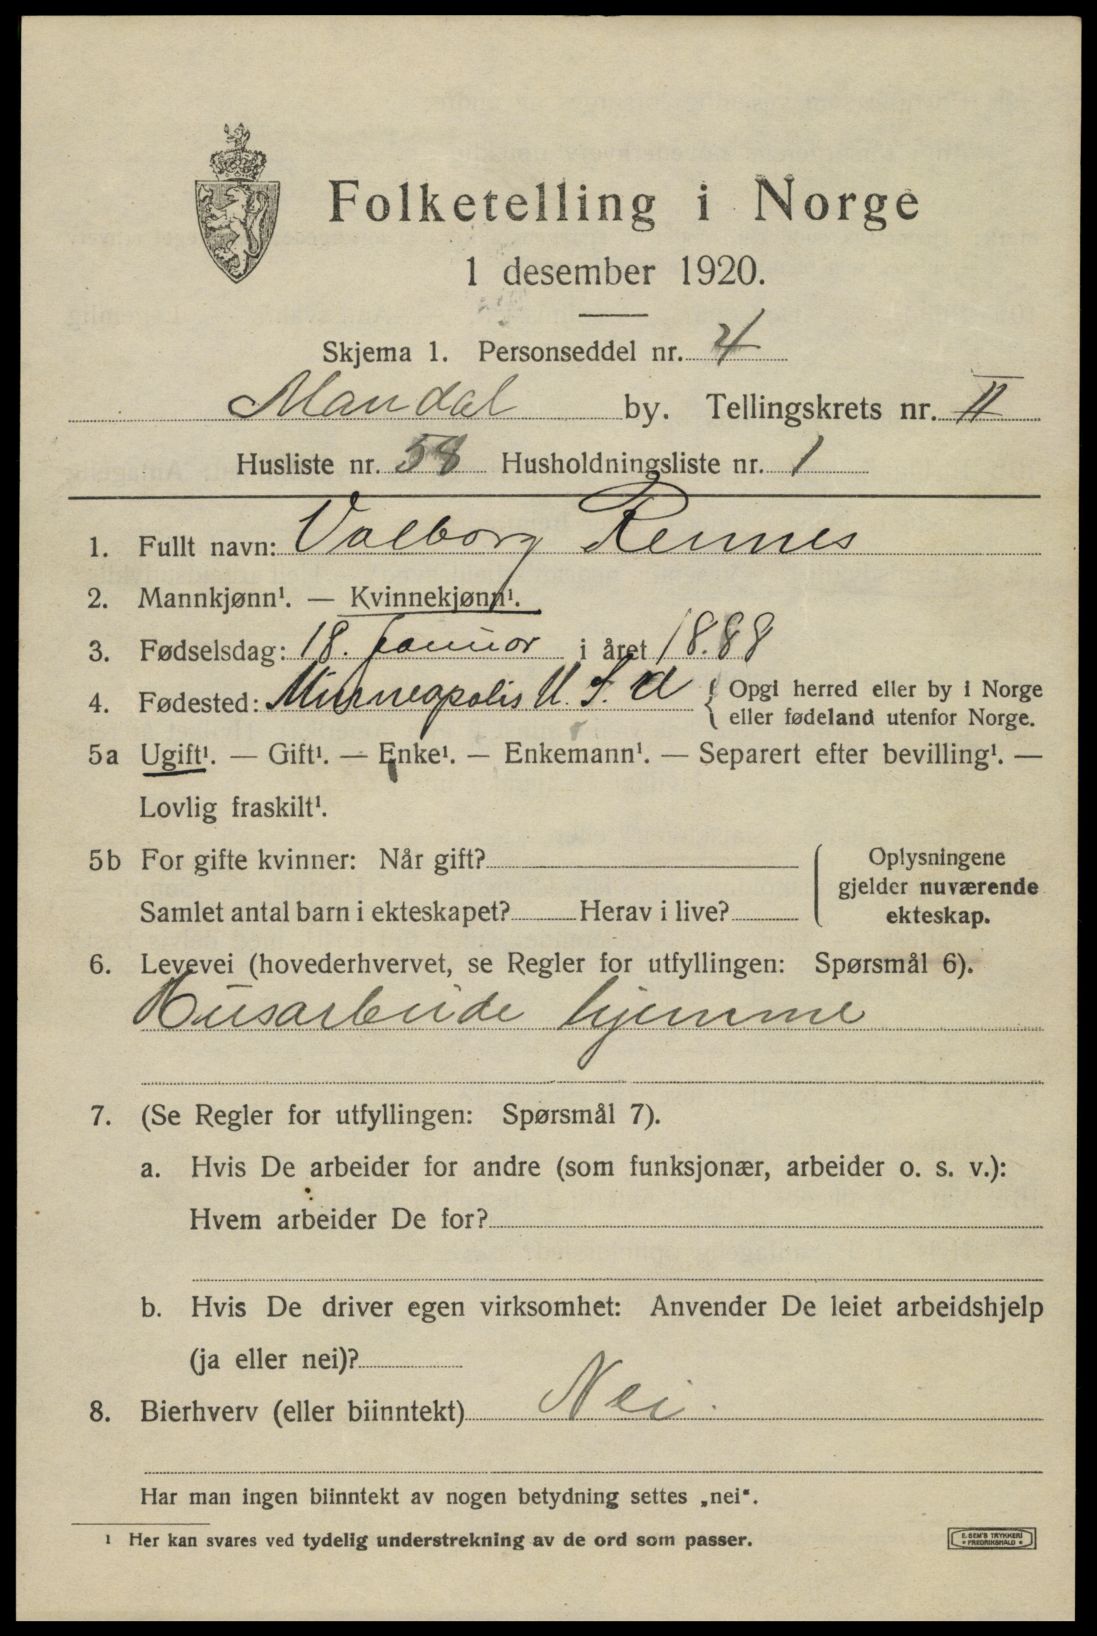 Folketelling i Norge
1 desember 1920.
Skjema 1. Personseddel nr. 4
Mandal by. Tellingskrets nr. II
Husliste nr. 58 Husholdningsliste nr. 1
1. Fullt navn: Valborg Rennes
2. Mannkjønn¹. — Kvinnekjønn¹.
3. Fødselsdag: 18. Januar i året 1888
4. Fødested: Minneapolis U. S. A { Opgi herred eller by i Norge
eller fødeland utenfor Norge.
5a Ugift¹. — Gift¹. — Enke¹. — Enkemann¹. — Separert efter bevilling¹. —
Lovlig fraskilt¹.
5b For gifte kvinner: Når gift?
Samlet antal barn i ekteskapet? Herav i live?
Oplysningene
gjelder nuværende
ekteskap.
6. Levevei (hovederhvervet, se Regler for utfyllingen: Spørsmål 6).
Husarbeide hjemme
7. (Se Regler for utfyllingen: Spørsmål 7).
a. Hvis De arbeider for andre (som funksjonær, arbeider o. s. v.):
Hvem arbeider De for?
b. Hvis De driver egen virksomhet: Anvender De leiet arbeidshjelp
(ja eller nei)?
8. Bierhverv (eller biinntekt) Nei.
Har man ingen biinntekt av nogen betydning settes „nei“.
¹ Her kan svares ved tydelig understrekning av de ord som passer.
E. SEM'S TRYKKERI
* FREDRIKSHALD *